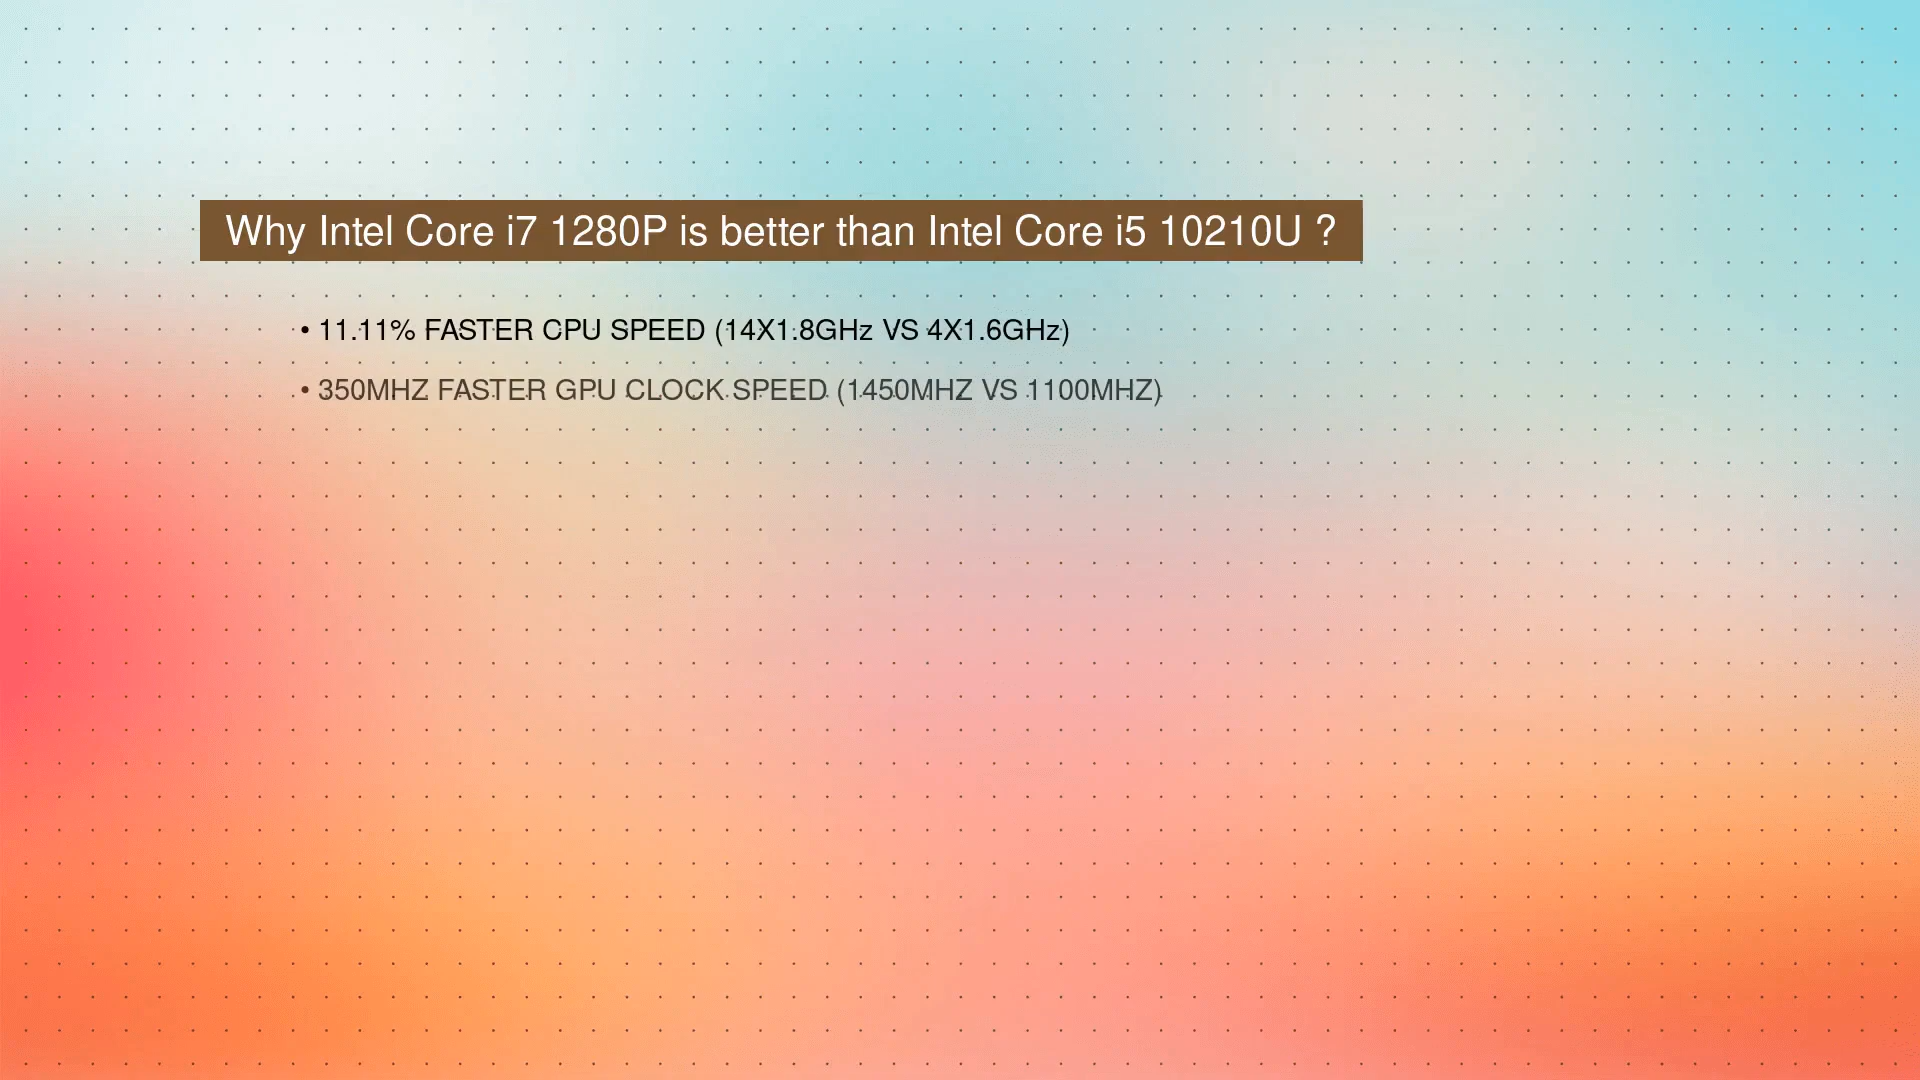 Why Intel Core i7 1280P is better than Intel Core i5 10210U ?
• 11.11% FASTER CPU SPEED (14X1.8GHz VS 4X1.6GHz)
• 350MHZ FASTER GPU CLOCK SPEED (1450MHZ VS 1100MHZ)